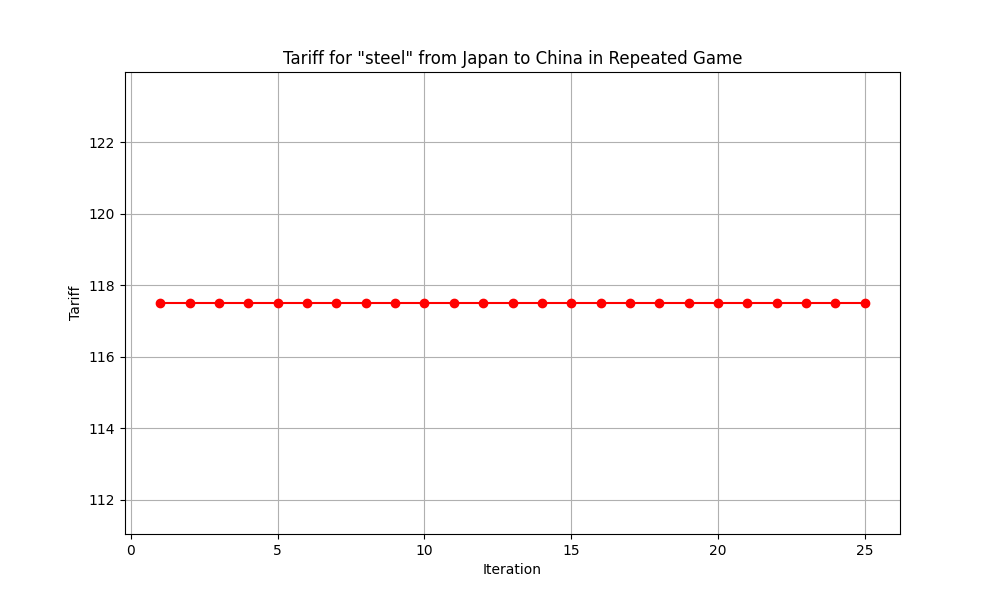 Tariff for "steel" from Japan to China in Repeated Game
Tariff
122
120
118
116
114
112
0 5 10 15 20 25
Iteration